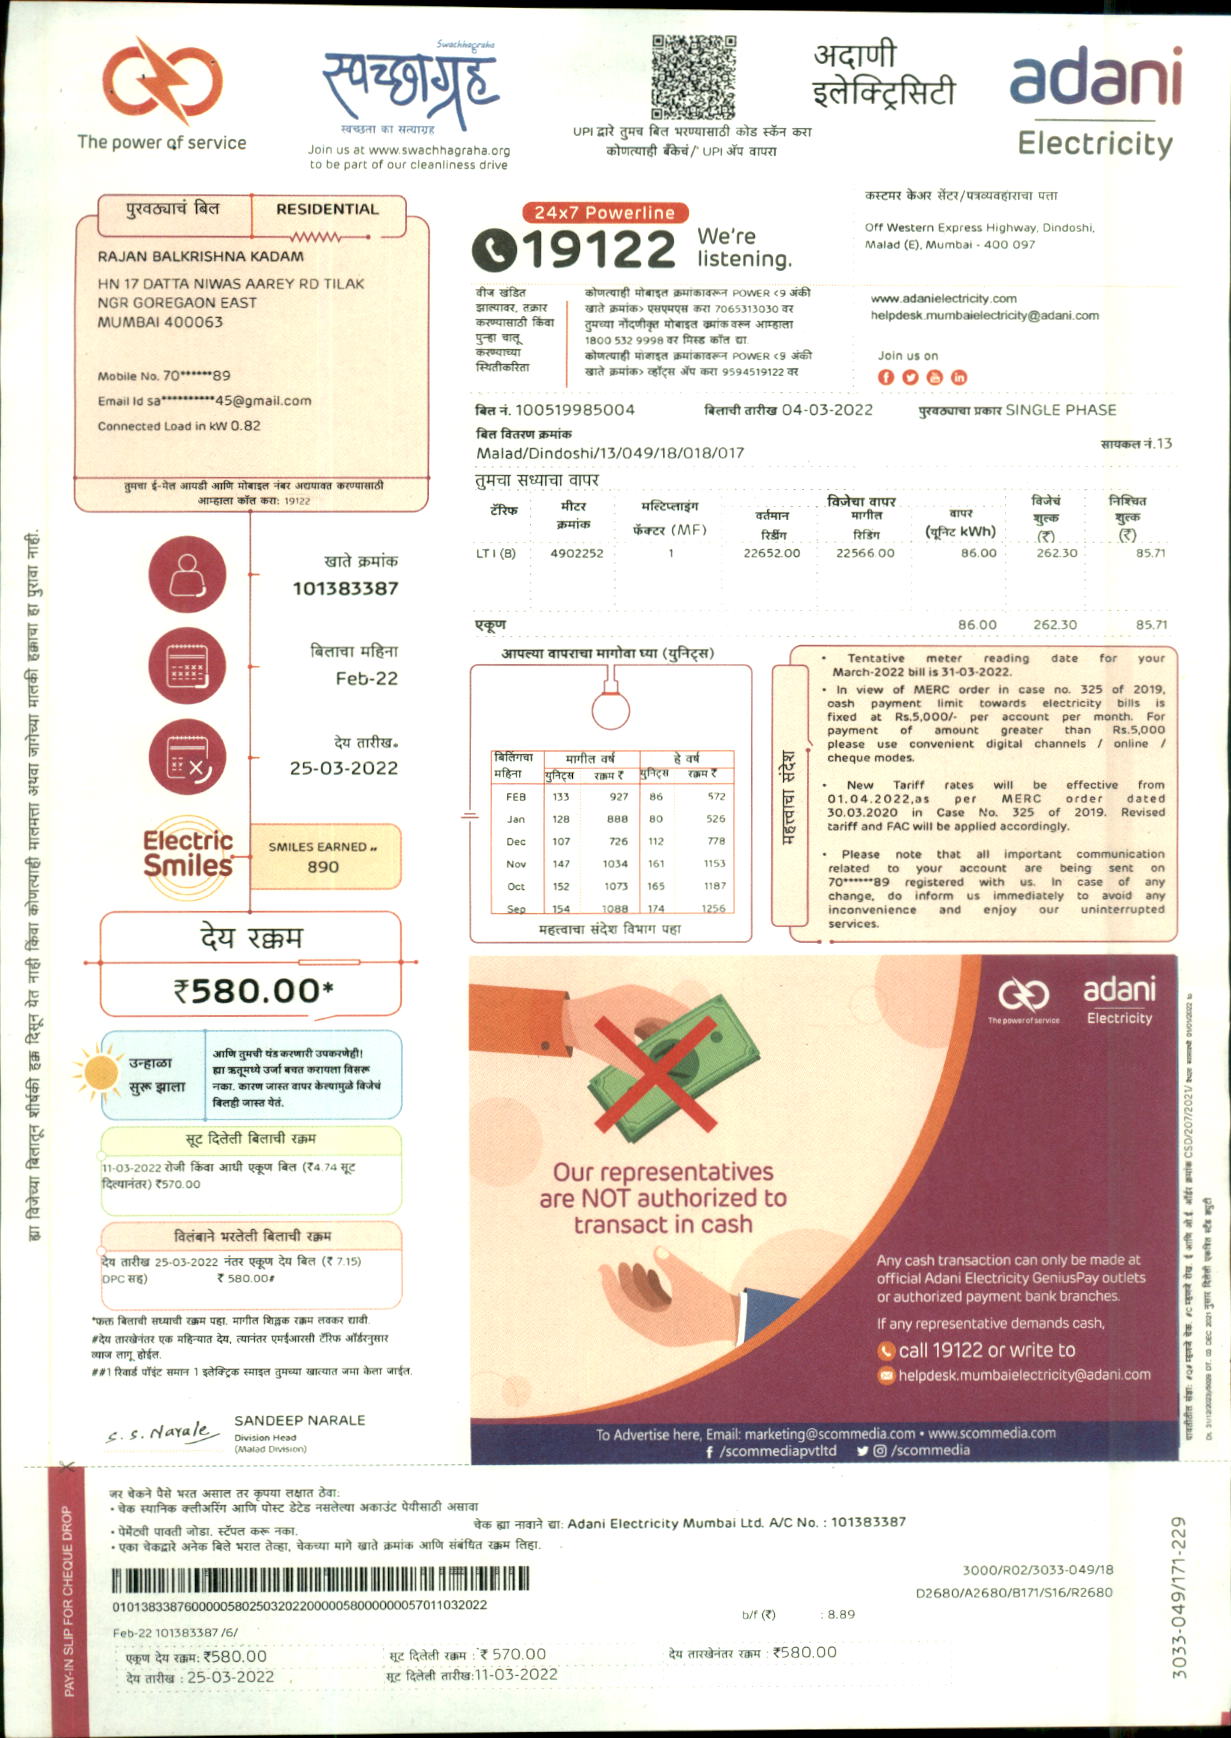 The power of service
Swachhagraha
स्वच्छाग्रह
स्वच्छता का सत्याग्रह
Join us at www.swachhagraha.org
to be part of our cleanliness drive
UPI द्वारे तुमच बिल भरण्यासाठी कोड स्कॅन करा
कोणत्याही बँकेचं/ UPI ॲप वापरा
अदाणी
इलेक्ट्रिसिटी
adani
Electricity
पुरवठ्याचं बिल
RESIDENTIAL
RAJAN BALKRISHNA KADAM
HN 17 DATTA NIWAS AAREY RD TILAK
NGR GOREGAON EAST
MUMBAI 400063
Mobile No. 70******89
Email Id sa**********45@gmail.com
Connected Load in kW 0.82
तुमचा ई-मेल आयडी आणि मोबाइल नंबर अद्ययावत करण्यासाठी
आम्हाला कॉल करा: 19122
24x7 Powerline
19122 We're
listening.
कस्टमर केअर सेंटर/पत्रव्यवहाराचा पत्ता
Off Western Express Highway, Dindoshi,
Malad (E), Mumbai - 400 097
वीज खंडित
झाल्यावर, तक्रार
करण्यासाठी किंवा
पुन्हा चालू
करण्याच्या
स्थितीकरिता
कोणत्याही मोबाइल क्रमांकावरून POWER <9 अंकी
खाते क्रमांक> एसएमएस करा 7065313030 वर
तुमच्या नोंदणीकृत मोबाइल क्रमांक वरून आम्हाला
1800 532 9998 वर मिस्ड कॉल द्या
कोणत्याही मोबाइल क्रमांकावरून POWER <9 अंकी
खाते क्रमांक> व्हॉट्स ॲप करा 9594519122 वर
www.adanielectricity.com
helpdesk.mumbaielectricity@adani.com
Join us on
बिल नं. 100519985004
बिलाची तारीख 04-03-2022
पुरवठ्याचा प्रकार SINGLE PHASE
बिल वितरण क्रमांक
Malad/Dindoshi/13/049/18/018/017
सायकल नं.13
तुमचा सध्याचा वापर
टॅरिफ मीटर क्रमांक मल्टिप्लाइंग फॅक्टर (MF) विजेचा वापर वर्तमान रिडींग मागील रिडिंग वापर (यूनिट kWh) विजेचं शुल्क (₹) निश्चित शुल्क (₹)
LT I (B) 4902252 1 22652.00 22566.00 86.00 262.30 85.71
एकूण 86.00 262.30 85.71
खाते क्रमांक
101383387
बिलाचा महिना
Feb-22
देय तारीख
25-03-2022
Electric
Smiles
SMILES EARNED
890
देय रक्कम
₹580.00*
आपल्या वापराचा मागोवा घ्या (युनिट्स)
बिलिंगचा महिना मागील वर्ष हे वर्ष
युनिट्स रक्कम ₹ युनिट्स रक्कम ₹
FEB 133 927 86 572
Jan 128 888 80 526
Dec 107 726 112 778
Nov 147 1034 161 1153
Oct 152 1073 165 1187
Sep 154 1088 174 1256
महत्त्वाचा संदेश विभाग पहा
महत्त्वाचा संदेश
• Tentative meter reading date for your
March-2022 bill is 31-03-2022.
• In view of MERC order in case no. 325 of 2019,
cash payment limit towards electricity bills is
fixed at Rs.5,000/- per account per month. For
payment of amount greater than Rs.5,000
please use convenient digital channels / online /
cheque modes.
• New Tariff rates will be effective from
01.04.2022,as per MERC order dated
30.03.2020 in Case No. 325 of 2019. Revised
tariff and FAC will be applied accordingly.
• Please note that all important communication
related to your account are being sent on
70******89 registered with us. In case of any
change, do inform us immediately to avoid any
inconvenience and enjoy our uninterrupted
services.
उन्हाळा
सुरू झाला
आणि तुमची थंड करणारी उपकरणेही!
ह्या ऋतूमध्ये उर्जा बचत करायला विसरू
नका. कारण जास्त वापर केल्यामुळे विजेचं
बिलही जास्त येतं.
सूट दिलेली बिलाची रक्कम
11-03-2022 रोजी किंवा आधी एकूण बिल (₹4.74 सूट
दिल्यानंतर) ₹570.00
विलंबाने भरलेली बिलाची रक्कम
देय तारीख 25-03-2022 नंतर एकूण देय बिल (₹ 7.15)
DPC सह) ₹ 580.00#
*फक्त बिलाची सध्याची रक्कम पहा. मागील शिल्लक रक्कम लवकर द्यावी.
#देय तारखेनंतर एक महिन्यात देय, त्यानंतर एमईआरसी टॅरिफ ऑर्डरनुसार
व्याज लागू होईल.
##1 रिवार्ड पॉइंट समान 1 इलेक्ट्रिक स्माइल तुमच्या खात्यात जमा केला जाईल.
S. S. Narale
SANDEEP NARALE
Division Head
(Malad Division)
The power of service
adani
Electricity
Our representatives
are NOT authorized to
transact in cash
Any cash transaction can only be made at
official Adani Electricity GeniusPay outlets
or authorized payment bank branches.
If any representative demands cash,
call 19122 or write to
helpdesk.mumbaielectricity@adani.com
To Advertise here, Email: marketing@scommedia.com • www.scommedia.com
/scommediapvtltd /scommedia
ह्या विजेच्या बिलातून शीर्षकी हक्क दिसून येत नाही किंवा कोणत्याही मालमत्ता अथवा जागेच्या मालकी हक्काचा हा पुरावा नाही.
PAY-IN SLIP FOR CHEQUE DROP
जर चेकने पैसे भरत असाल तर कृपया लक्षात ठेवा:
• चेक स्थानिक क्लीअरिंग आणि पोस्ट डेटेड नसलेल्या अकाउंट पेयीसाठी असावा
• पेमेंटची पावती जोडा. स्टॅपल करू नका.
चेक ह्या नावाने द्या: Adani Electricity Mumbai Ltd. A/C No. : 101383387
• एका चेकद्वारे अनेक बिले भराल तेव्हा, चेकच्या मागे खाते क्रमांक आणि संबंधित रक्कम लिहा.
3000/R02/3033-049/18
D2680/A2680/B171/S16/R2680
b/f (₹) : 8.89
Feb-22 101383387 /6/
एकूण देय रक्कम: ₹580.00
सूट दिलेली रक्कम : ₹ 570.00
देय तारखेनंतर रक्कम : ₹580.00
देय तारीख : 25-03-2022
सूट दिलेली तारीख:11-03-2022
3033-049/171-229